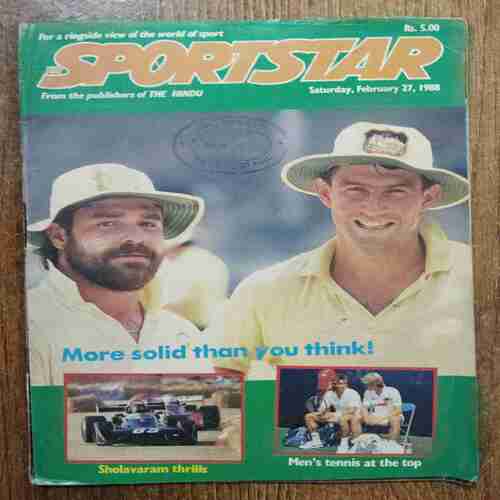 For a ringside view of the world of sport
Rs. 5.00
THE SPORTSTAR
From the publishers of THE HINDU
Saturday, February 27, 1988
More solid than you think!
Sholavaram thrills
Men's tennis at the top